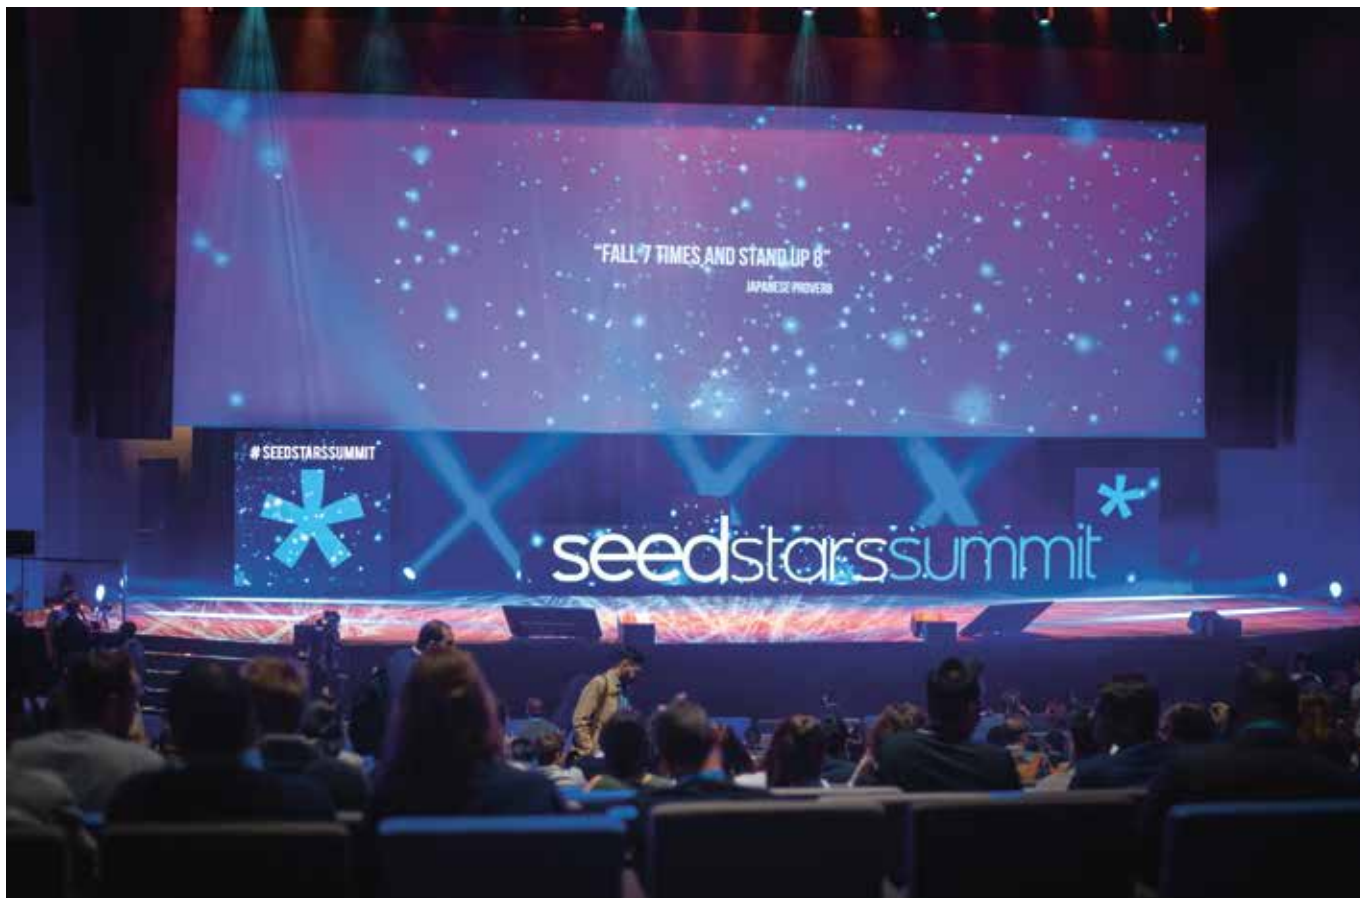 "FALL 7 TIMES AND STAND UP 8"
JAPANESE PROVERB
#SEEDSTARSSUMMIT
seedstarssummit